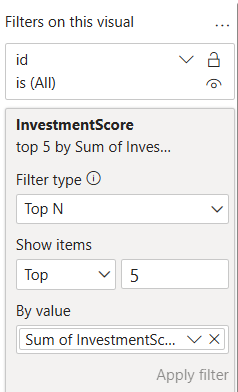 Filters on this visual ...
id
is (All)
InvestmentScore
top 5 by Sum of Inves...
Filter type
Top N
Show items
Top 5
By value
Sum of InvestmentSc...
Apply filter